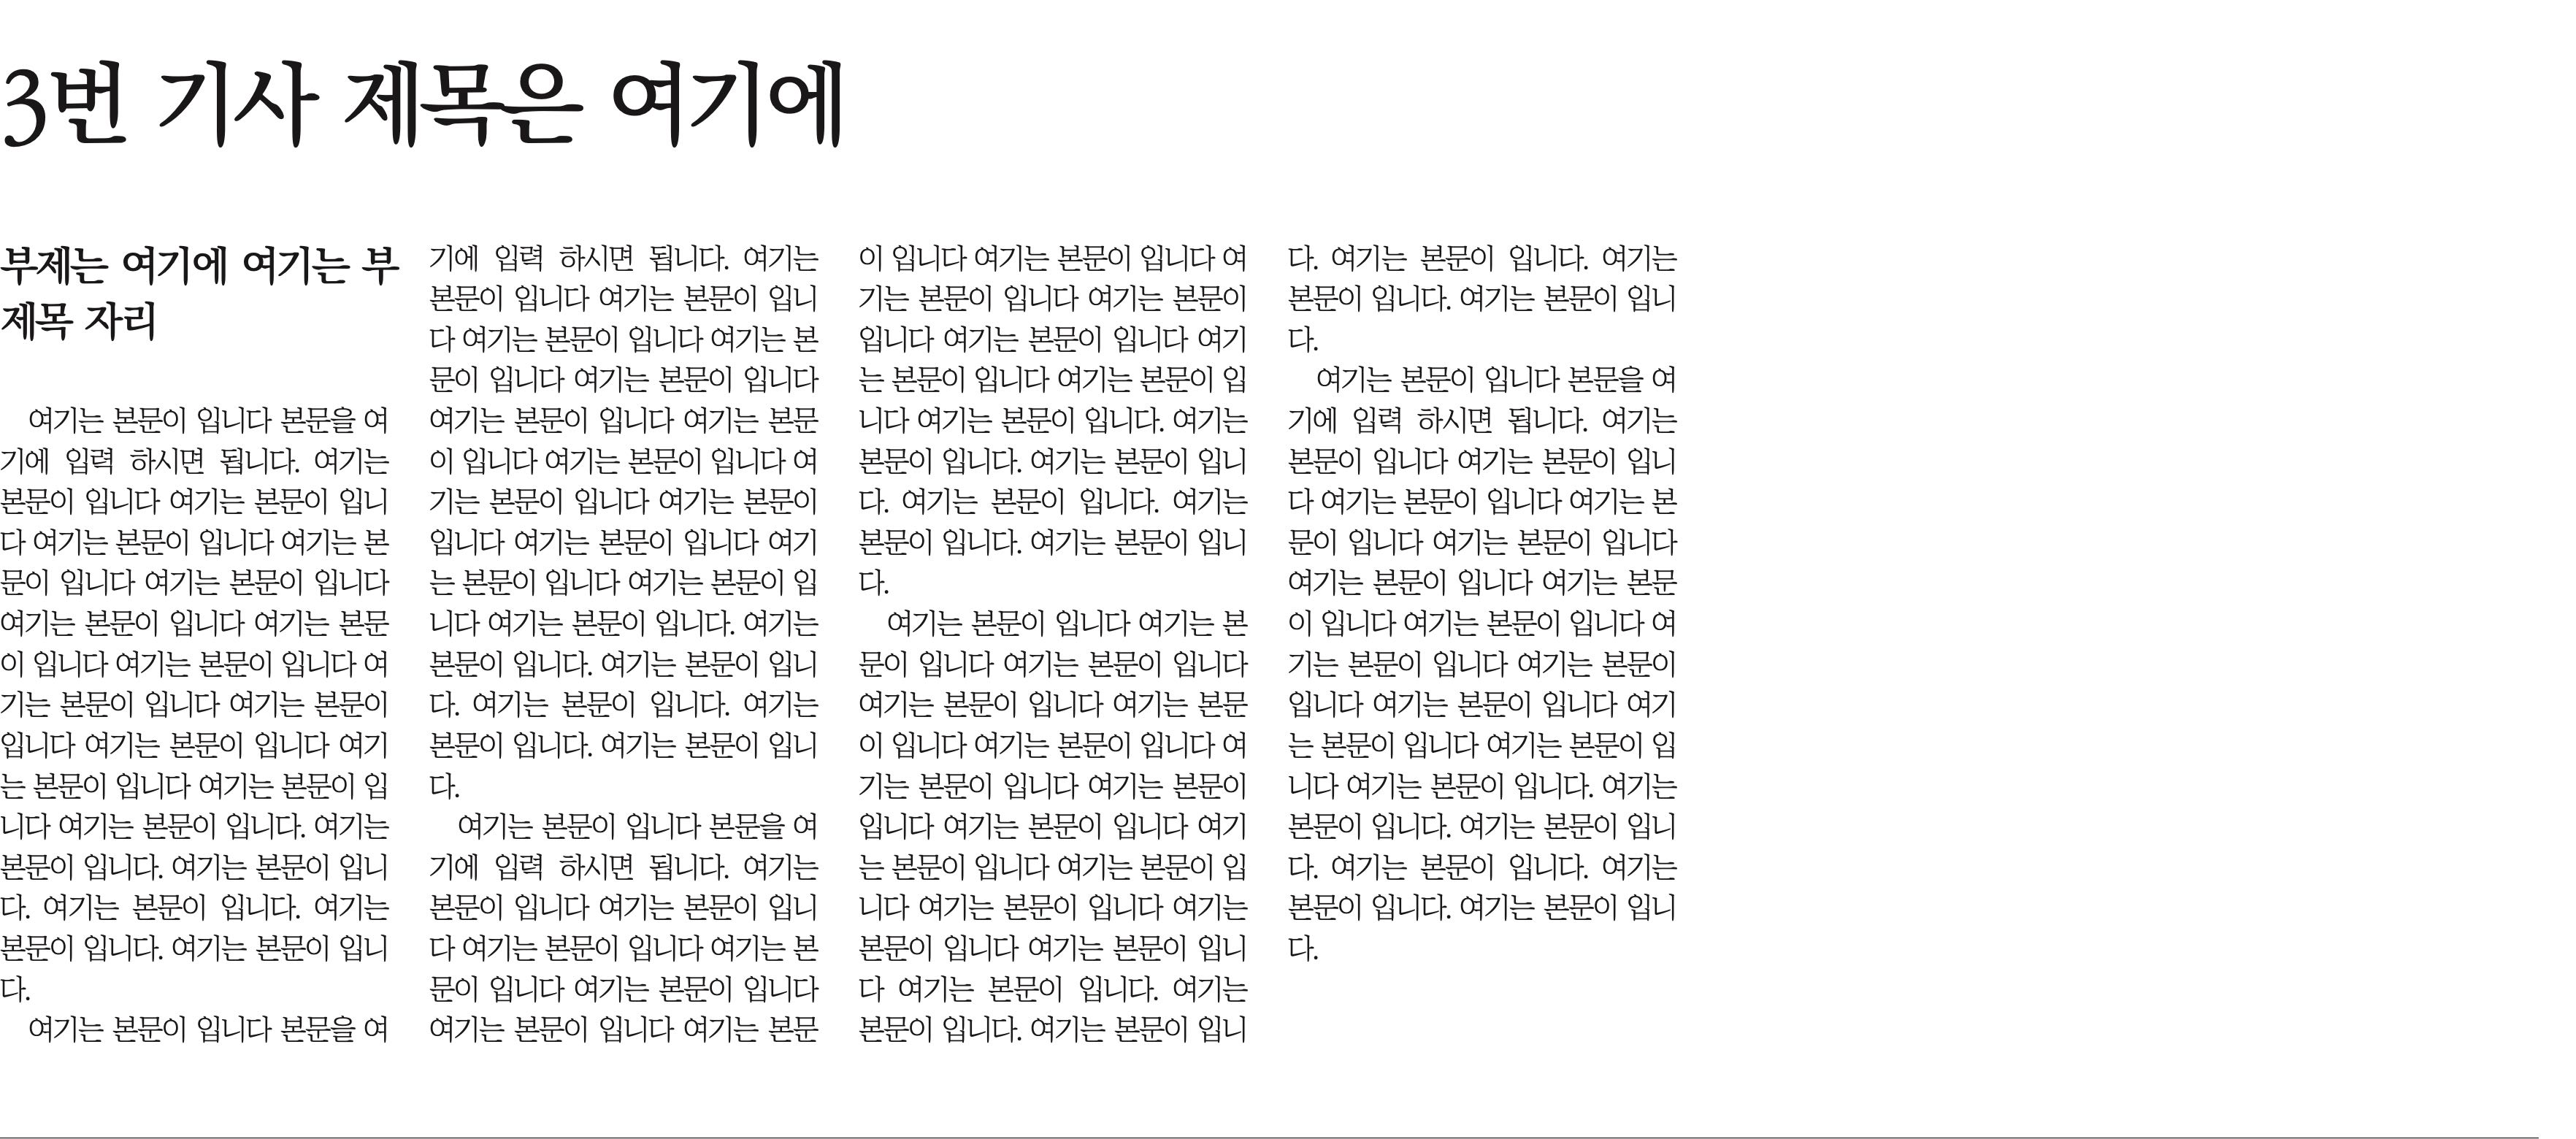 3번 기사 제목은 여기에
부제는 여기에 여기는 부
제목 자리
여기는 본문이 입니다 본문을 여
기에 입력 하시면 됩니다. 여기는
본문이 입니다 여기는 본문이 입니
다 여기는 본문이 입니다 여기는 본
문이 입니다 여기는 본문이 입니다
여기는 본문이 입니다 여기는 본문
이 입니다 여기는 본문이 입니다 여
기는 본문이 입니다 여기는 본문이
입니다 여기는 본문이 입니다 여기
는 본문이 입니다 여기는 본문이 입
니다 여기는 본문이 입니다. 여기는
본문이 입니다. 여기는 본문이 입니
다. 여기는 본문이 입니다. 여기는
본문이 입니다. 여기는 본문이 입니
다.
여기는 본문이 입니다 본문을 여
기에 입력 하시면 됩니다. 여기는
본문이 입니다 여기는 본문이 입니
다 여기는 본문이 입니다 여기는 본
문이 입니다 여기는 본문이 입니다
여기는 본문이 입니다 여기는 본문
이 입니다 여기는 본문이 입니다 여
기는 본문이 입니다 여기는 본문이
입니다 여기는 본문이 입니다 여기
는 본문이 입니다 여기는 본문이 입
니다 여기는 본문이 입니다. 여기는
본문이 입니다. 여기는 본문이 입니
다. 여기는 본문이 입니다. 여기는
본문이 입니다. 여기는 본문이 입니
다.
여기는 본문이 입니다 본문을 여
기에 입력 하시면 됩니다. 여기는
본문이 입니다 여기는 본문이 입니
다 여기는 본문이 입니다 여기는 본
문이 입니다 여기는 본문이 입니다
여기는 본문이 입니다 여기는 본문
이 입니다 여기는 본문이 입니다 여
기는 본문이 입니다 여기는 본문이
입니다 여기는 본문이 입니다 여기
는 본문이 입니다 여기는 본문이 입
니다 여기는 본문이 입니다. 여기는
본문이 입니다. 여기는 본문이 입니
다. 여기는 본문이 입니다. 여기는
본문이 입니다. 여기는 본문이 입니
다.
여기는 본문이 입니다 여기는 본
문이 입니다 여기는 본문이 입니다
여기는 본문이 입니다 여기는 본문
이 입니다 여기는 본문이 입니다 여
기는 본문이 입니다 여기는 본문이
입니다 여기는 본문이 입니다 여기
는 본문이 입니다 여기는 본문이 입
니다 여기는 본문이 입니다 여기는
본문이 입니다 여기는 본문이 입니
다 여기는 본문이 입니다. 여기는
본문이 입니다. 여기는 본문이 입니
다. 여기는 본문이 입니다. 여기는
본문이 입니다. 여기는 본문이 입니
다.
여기는 본문이 입니다 본문을 여
기에 입력 하시면 됩니다. 여기는
본문이 입니다 여기는 본문이 입니
다 여기는 본문이 입니다 여기는 본
문이 입니다 여기는 본문이 입니다
여기는 본문이 입니다 여기는 본문
이 입니다 여기는 본문이 입니다 여
기는 본문이 입니다 여기는 본문이
입니다 여기는 본문이 입니다 여기
는 본문이 입니다 여기는 본문이 입
니다 여기는 본문이 입니다. 여기는
본문이 입니다. 여기는 본문이 입니
다. 여기는 본문이 입니다. 여기는
본문이 입니다. 여기는 본문이 입니
다.